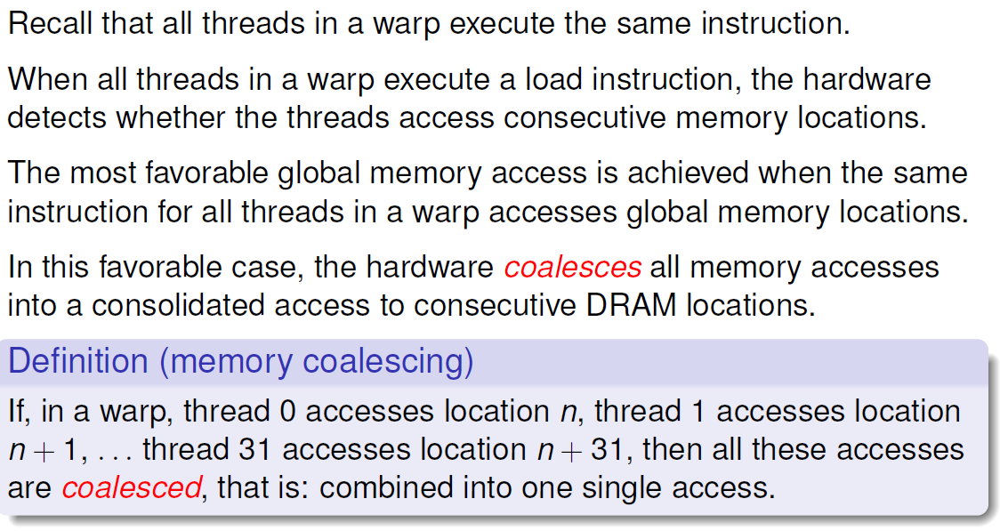 Recall that all threads in a warp execute the same instruction.
When all threads in a warp execute a load instruction, the hardware
detects whether the threads access consecutive memory locations.
The most favorable global memory access is achieved when the same
instruction for all threads in a warp accesses global memory locations.
In this favorable case, the hardware coalesces all memory accesses
into a consolidated access to consecutive DRAM locations.
Definition (memory coalescing)
If, in a warp, thread 0 accesses location n, thread 1 accesses location
n + 1, ... thread 31 accesses location n + 31, then all these accesses
are coalesced, that is: combined into one single access.